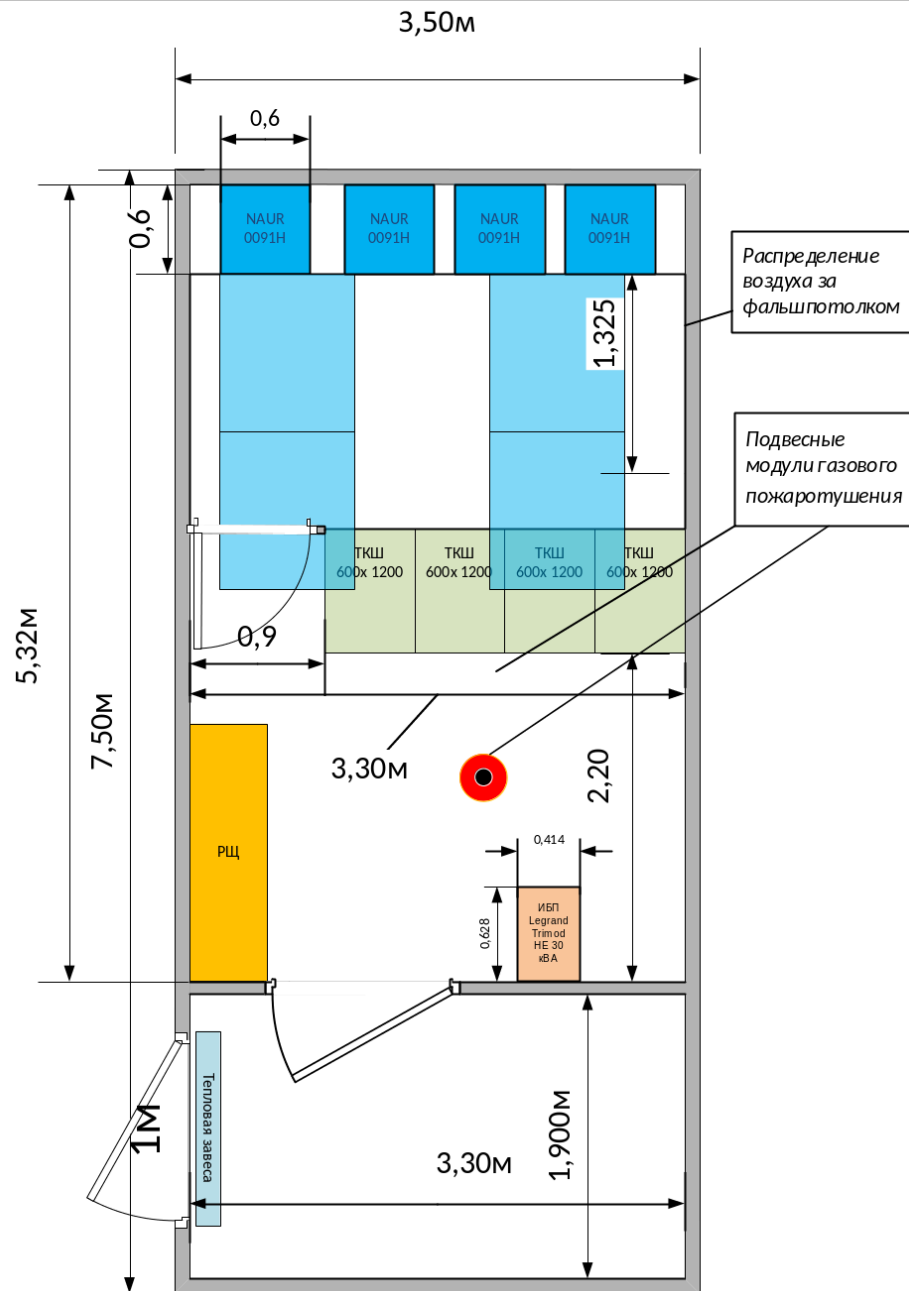 3,50м
0,6
NAUR
0091H
NAUR
0091H
NAUR
0091H
NAUR
0091H
0,6
Распределение
воздуха за
фальшпотолком
1,325
Подвесные
модули газового
пожаротушения
ТКШ
600х 1200
ТКШ
600х 1200
ТКШ
600х 1200
ТКШ
600х 1200
0,9
5,32м
7,50м
3,30м
2,20
РЩ
0,414
0,628
ИБП
Legrand
Trimod
HE 30
кВА
1м
Тепловая завеса
3,30м
1,900м